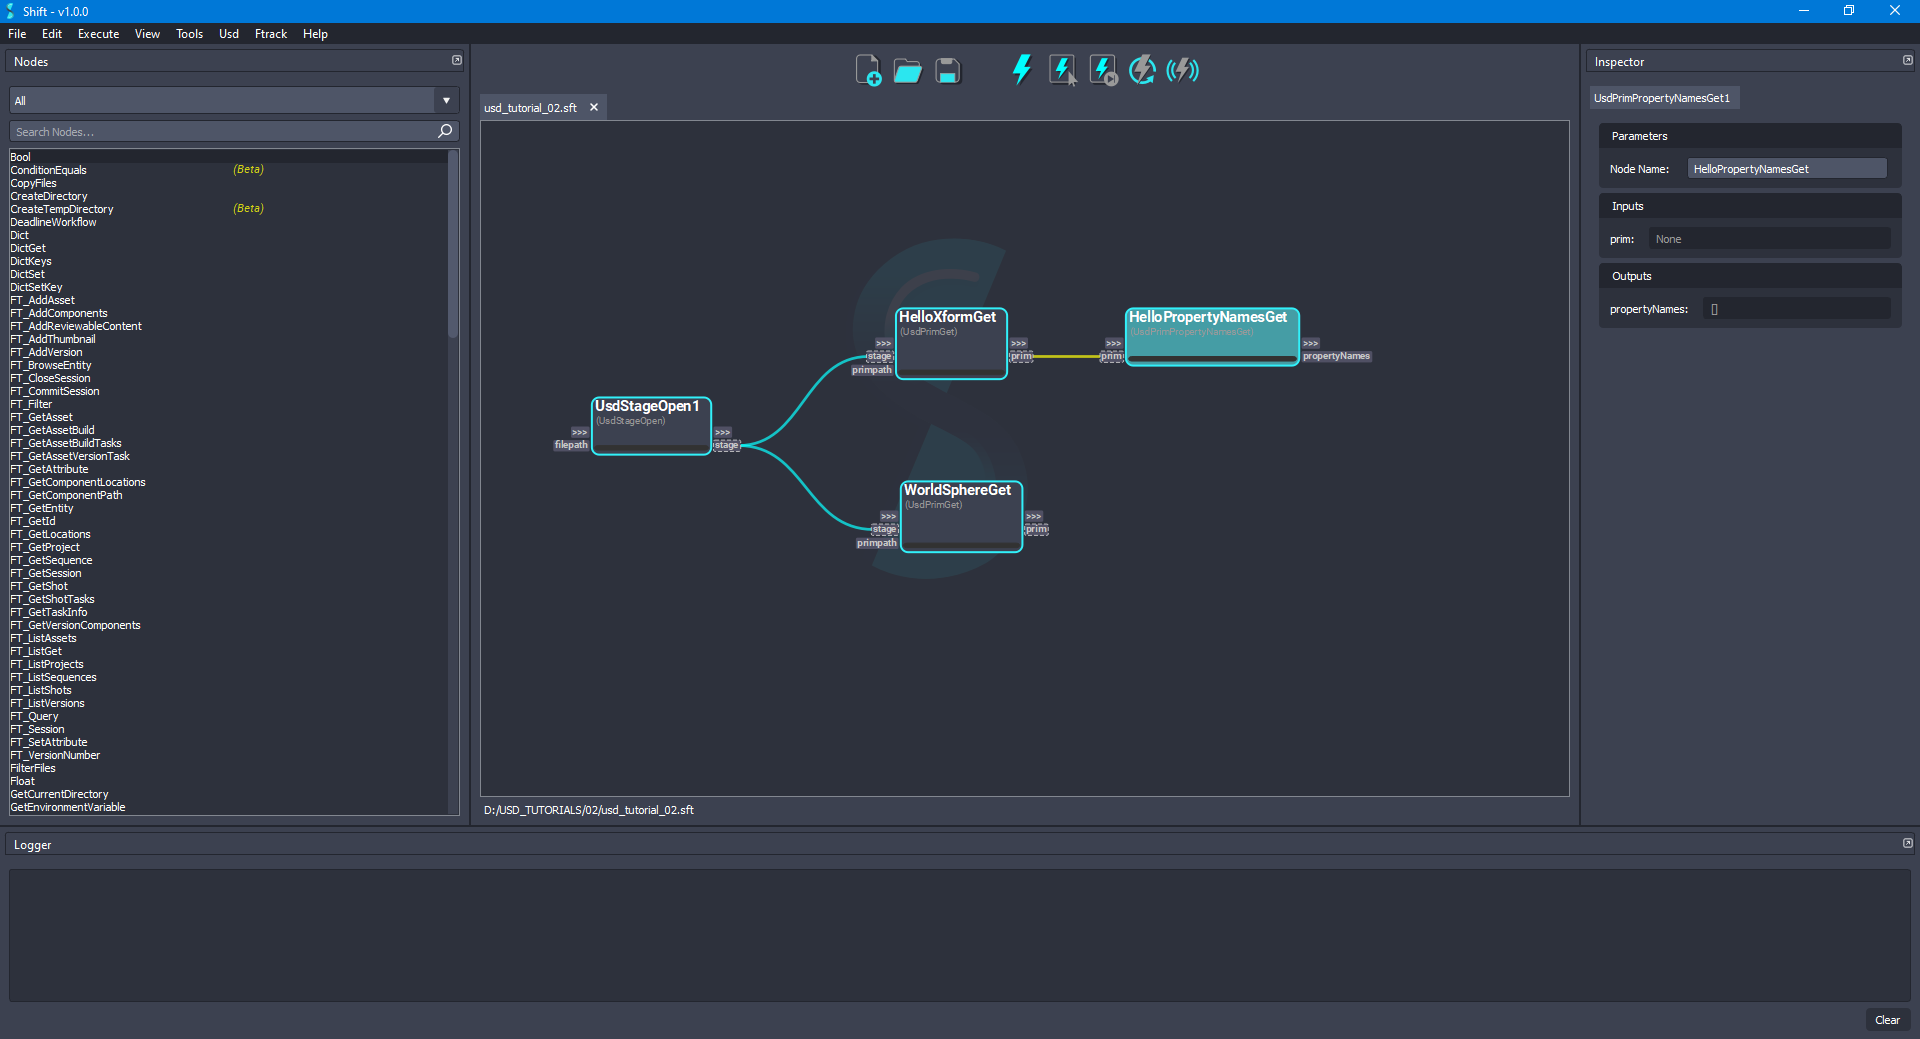 Shift - v1.0.0
File Edit Execute View Tools Usd Ftrack Help
Nodes
All
Search Nodes...
Bool
ConditionEquals (Beta)
CopyFiles
CreateDirectory
CreateTempDirectory (Beta)
DeadlineWorkflow
Dict
DictGet
DictKeys
DictSet
DictSetKey
FT_AddAsset
FT_AddComponents
FT_AddReviewableContent
FT_AddThumbnail
FT_AddVersion
FT_BrowseEntity
FT_CloseSession
FT_CommitSession
FT_Filter
FT_GetAsset
FT_GetAssetBuild
FT_GetAssetBuildTasks
FT_GetAssetVersionTask
FT_GetAttribute
FT_GetComponentLocations
FT_GetComponentPath
FT_GetEntity
FT_GetId
FT_GetLocations
FT_GetProject
FT_GetSequence
FT_GetSession
FT_GetShot
FT_GetShotTasks
FT_GetTaskInfo
FT_GetVersionComponents
FT_ListAssets
FT_ListGet
FT_ListProjects
FT_ListSequences
FT_ListShots
FT_ListVersions
FT_Query
FT_Session
FT_SetAttribute
FT_VersionNumber
FilterFiles
Float
GetCurrentDirectory
GetEnvironmentVariable
usd_tutorial_02.sft
HelloXformGet
(UsdPrimGet)
>>> >>>
stage prim
primpath
HelloPropertyNamesGet
(UsdPrimPropertyNamesGet)
>>> >>>
prim propertyNames
UsdStageOpen1
(UsdStageOpen)
>>> >>>
filepath stage
WorldSphereGet
(UsdPrimGet)
>>> >>>
stage prim
primpath
D:/USD_TUTORIALS/02/usd_tutorial_02.sft
Inspector
UsdPrimPropertyNamesGet1
Parameters
Node Name: HelloPropertyNamesGet
Inputs
prim: None
Outputs
propertyNames: []
Logger
Clear